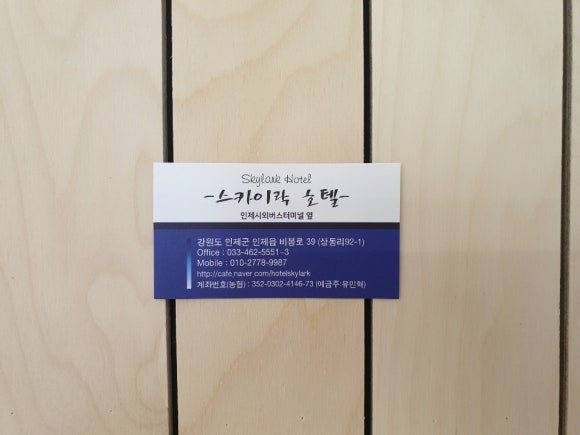 Skylark Hotel
-스카이락 호텔-
인제시외버스터미널 옆
강원도 인제군 인제읍 비봉로 39 (상동리92-1)
Office : 033-462-5551~3
Mobile : 010-2778-9987
http://cafe.naver.com/hotelskylark
계좌번호(농협) : 352-0302-4146-73 (예금주:유민혁)